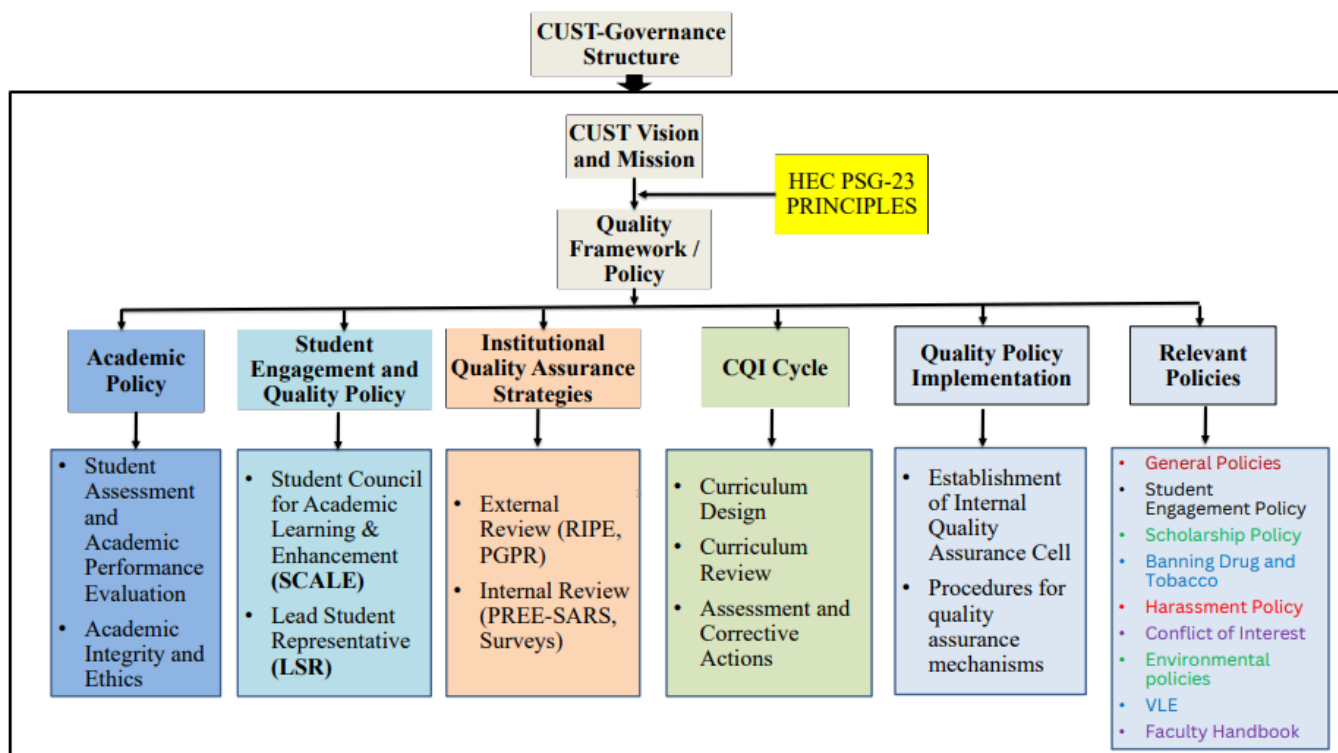 CUST-Governance
Structure
CUST Vision
and Mission
HEC PSG-23
PRINCIPLES
Quality
Framework /
Policy
Academic
Policy
Student
Engagement and
Quality Policy
Institutional
Quality Assurance
Strategies
CQI Cycle
Quality Policy
Implementation
Relevant
Policies
• Student
Assessment
and
Academic
Performance
Evaluation
• Academic
Integrity and
Ethics
• Student Council
for Academic
Learning &
Enhancement
(SCALE)
• Lead Student
Representative
(LSR)
• External
Review (RIPE,
PGPR)
• Internal Review
(PREE-SARS,
Surveys)
• Curriculum
Design
• Curriculum
Review
• Assessment and
Corrective
Actions
• Establishment
of Internal
Quality
Assurance Cell
• Procedures for
quality
assurance
mechanisms
• General Policies
• Student
Engagement Policy
• Scholarship Policy
• Banning Drug and
Tobacco
• Harassment Policy
• Conflict of Interest
• Environmental
policies
• VLE
• Faculty Handbook